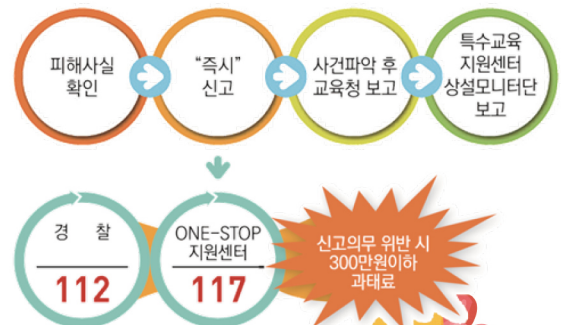 피해사실
확인
“즉시”
신고
사건파악 후
교육청 보고
특수교육
지원센터
상설모니터단
보고
경 찰
112
ONE-STOP
지원센터
117
신고의무 위반 시
300만원이하
과태료